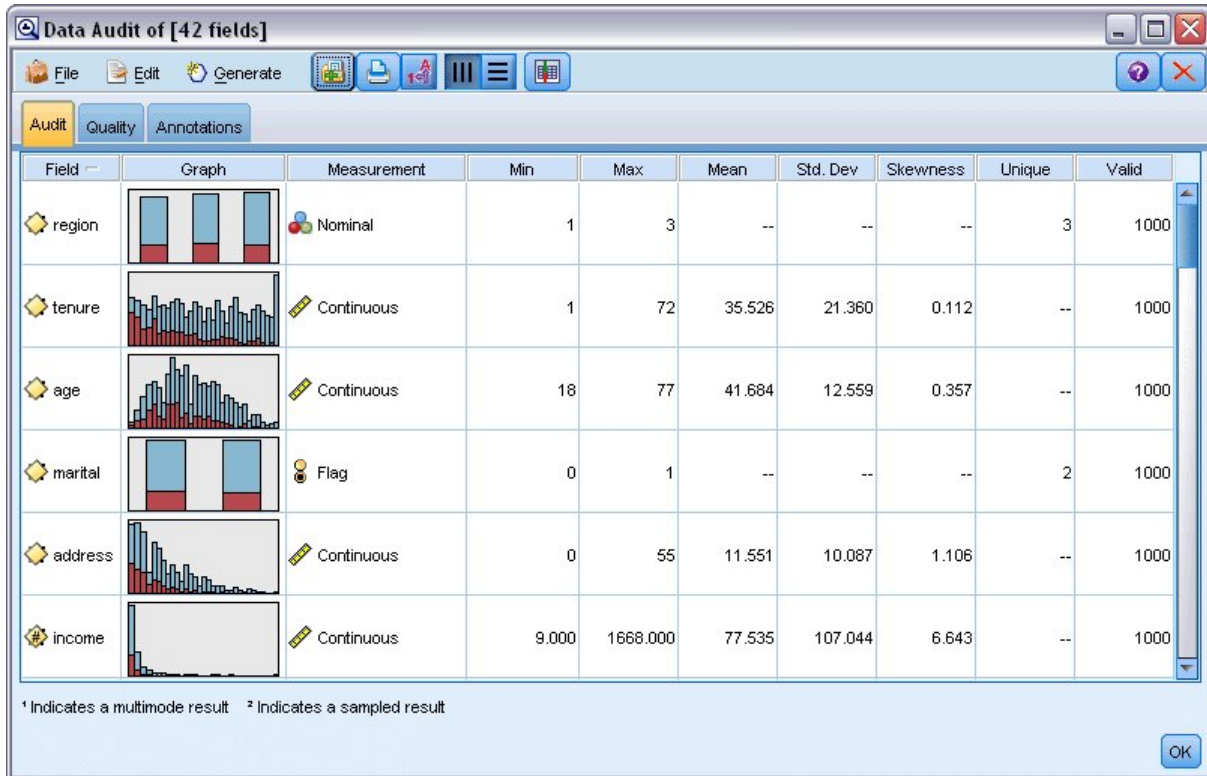 Data Audit of [42 fields]
File Edit Generate
Audit Quality Annotations
Field Graph Measurement Min Max Mean Std. Dev Skewness Unique Valid
region Nominal 1 3 -- -- -- 3 1000
tenure Continuous 1 72 35.526 21.360 0.112 -- 1000
age Continuous 18 77 41.684 12.559 0.357 -- 1000
marital Flag 0 1 -- -- -- 2 1000
address Continuous 0 55 11.551 10.087 1.106 -- 1000
income Continuous 9.000 1668.000 77.535 107.044 6.643 -- 1000
¹ Indicates a multimode result ² Indicates a sampled result
OK